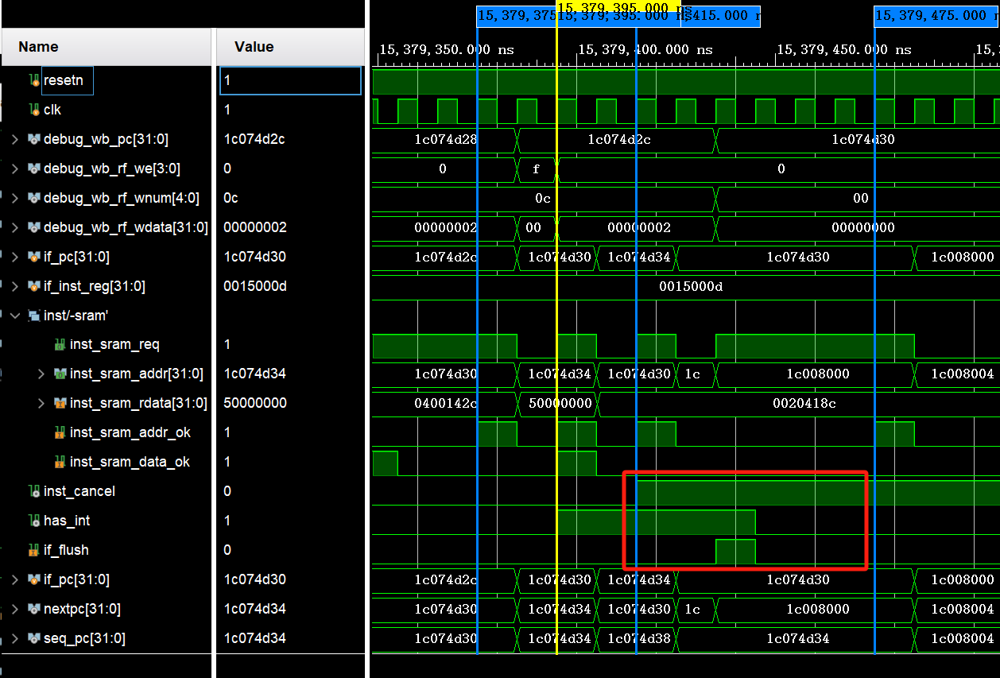 15,379,395.000 ns
15,379,375
15,379,395.000 ns
415.000 n
15,379,475.000 n
Name Value
15,379,350.000 ns 15,379,400.000 ns 15,379,450.000 ns 15,3
resetn 1
clk 1
debug_wb_pc[31:0] 1c074d2c 1c074d28 1c074d2c 1c074d30
debug_wb_rf_we[3:0] 0 0 f 0
debug_wb_rf_wnum[4:0] 0c 0c 00
debug_wb_rf_wdata[31:0] 00000002 00000002 00 00000002 00000000
if_pc[31:0] 1c074d30 1c074d2c 1c074d30 1c074d34 1c074d30 1c008000
if_inst_reg[31:0] 0015000d 0015000d
inst/-sram'
inst_sram_req 1
inst_sram_addr[31:0] 1c074d34 1c074d30 1c074d34 1c074d30 1c 1c008000 1c008004
inst_sram_rdata[31:0] 50000000 0400142c 50000000 0020418c
inst_sram_addr_ok 1
inst_sram_data_ok 1
inst_cancel 0
has_int 1
if_flush 0
if_pc[31:0] 1c074d30 1c074d2c 1c074d30 1c074d34 1c074d30 1c008000
nextpc[31:0] 1c074d34 1c074d30 1c074d34 1c074d30 1c 1c008000 1c008004
seq_pc[31:0] 1c074d34 1c074d30 1c074d34 1c074d38 1c074d34 1c008004